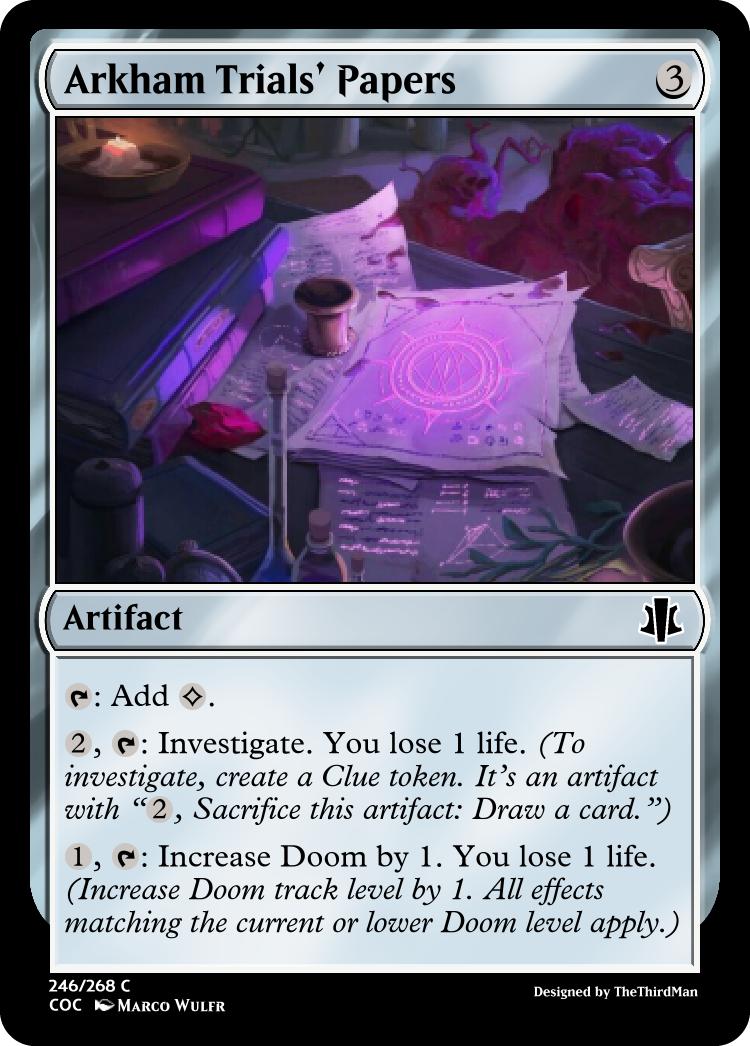 Arkham Trials' Papers 3
Artifact
: Add .
2, : Investigate. You lose 1 life. (To
investigate, create a Clue token. It's an artifact
with “2, Sacrifice this artifact: Draw a card.”)
1, : Increase Doom by 1. You lose 1 life.
(Increase Doom track level by 1. All effects
matching the current or lower Doom level apply.)
246/268 C
COC Marco Wulfr
Designed by TheThirdMan